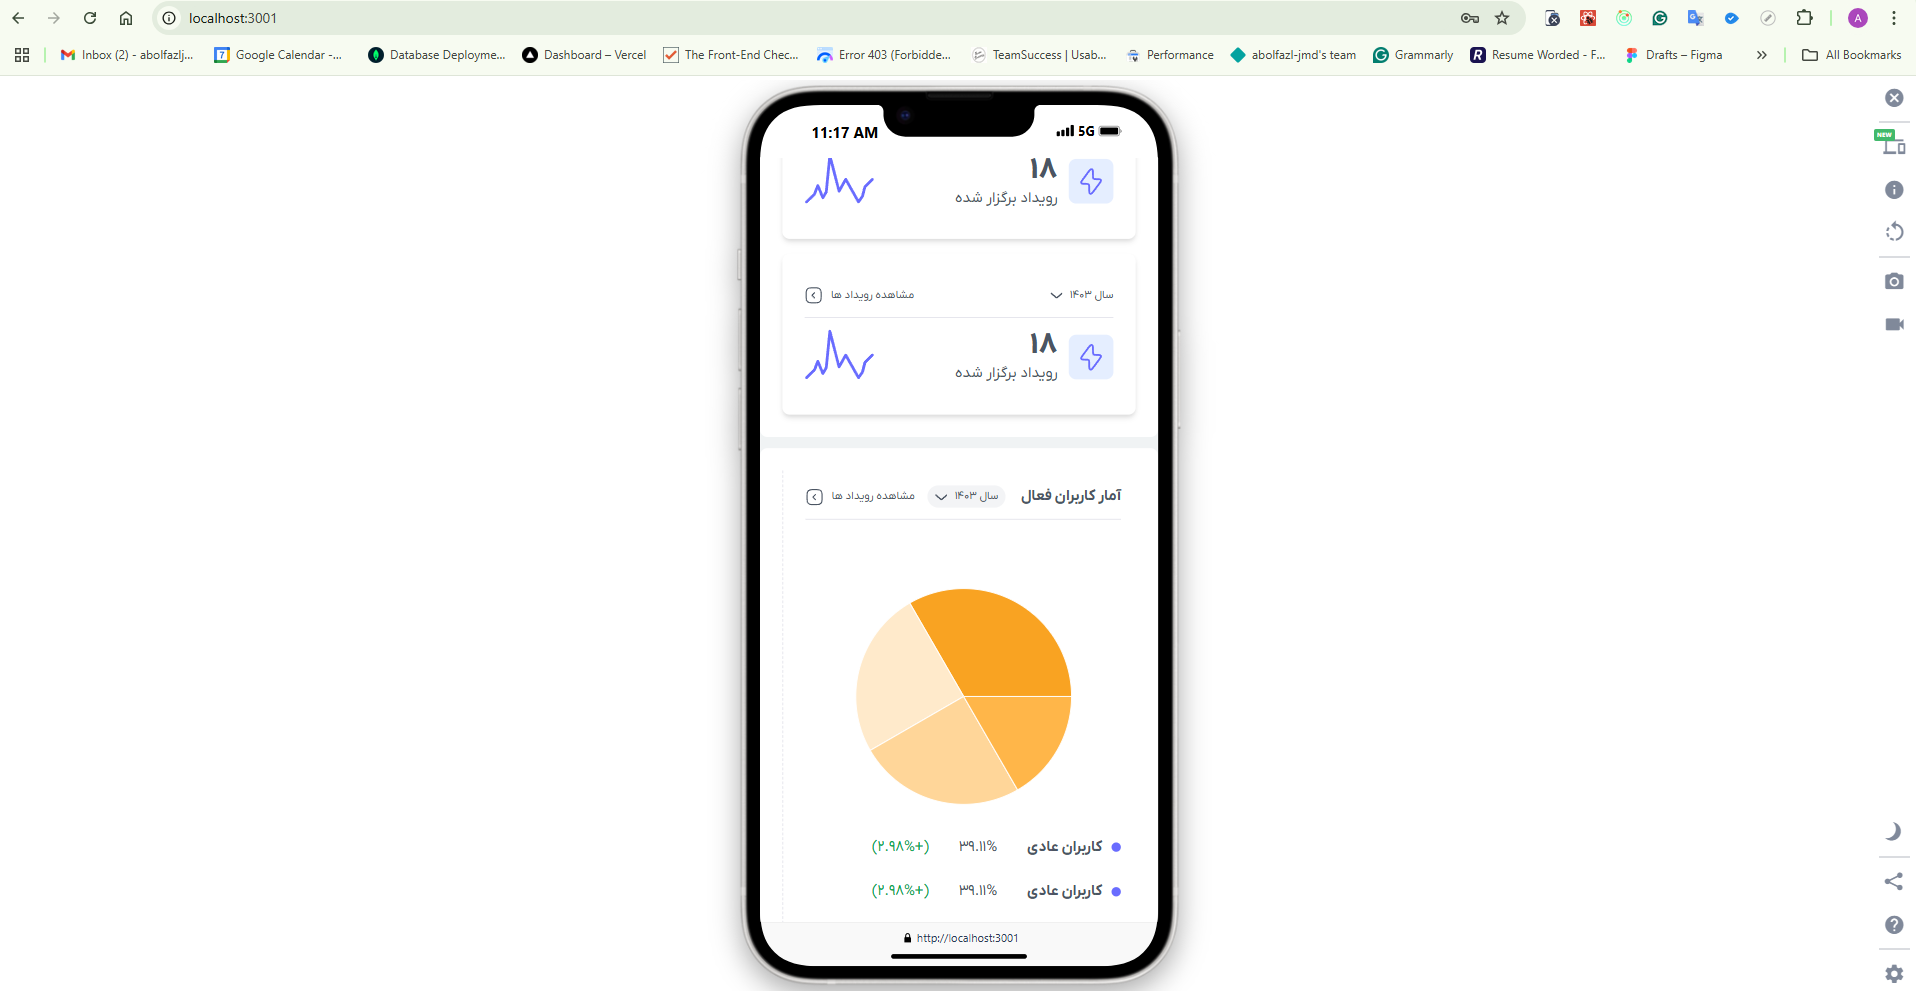 localhost:3001
Inbox (2) - abolfazlj...
Google Calendar -...
Database Deployme...
Dashboard – Vercel
The Front-End Chec...
Error 403 (Forbidde...
TeamSuccess | Usab...
Performance
abolfazl-jmd's team
Grammarly
Resume Worded - F...
Drafts – Figma
All Bookmarks
NEW
A
11:17 AM
5G
۱۸
رویداد برگزار شده
سال ۱۴۰۳
مشاهده رویداد ها
۱۸
رویداد برگزار شده
آمار کاربران فعال
سال ۱۴۰۳
مشاهده رویداد ها
کاربران عادی ۳۹.۱۱% (+۲.۹۸%)
کاربران عادی ۳۹.۱۱% (+۲.۹۸%)
http://localhost:3001